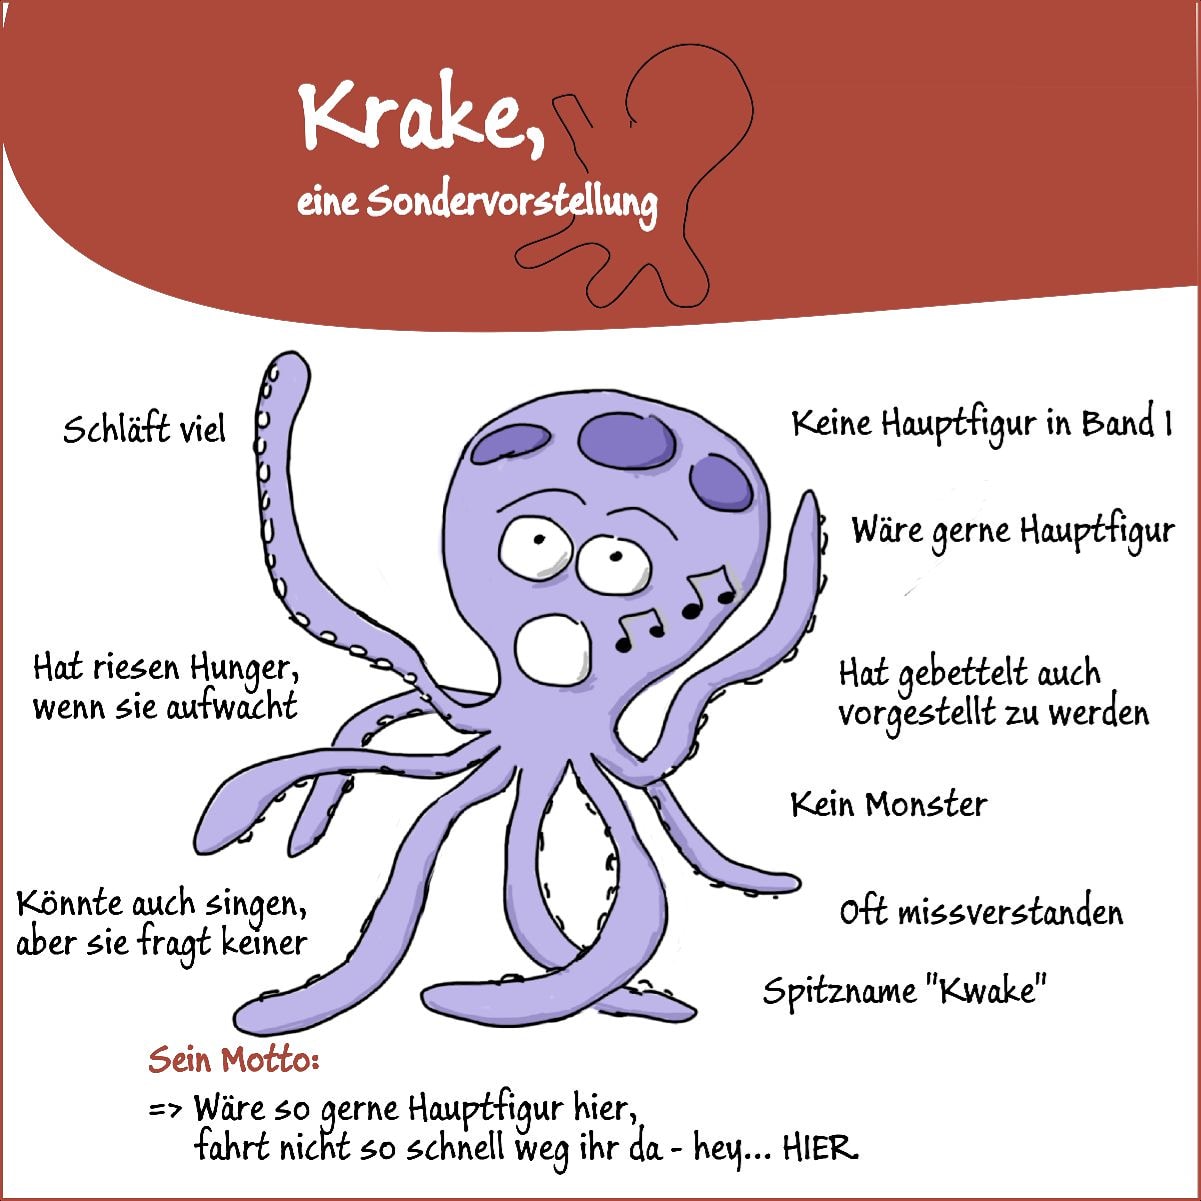 Krake,
eine Sondervorstellung
Schläft viel
Hat riesen Hunger,
wenn sie aufwacht
Könnte auch singen,
aber sie fragt keiner
Keine Hauptfigur in Band 1
Wäre gerne Hauptfigur
Hat gebettelt auch
vorgestellt zu werden
Kein Monster
Oft missverstanden
Spitzname "Kwake"
Sein Motto:
=> Wäre so gerne Hauptfigur hier,
fahrt nicht so schnell weg ihr da - hey... HIER